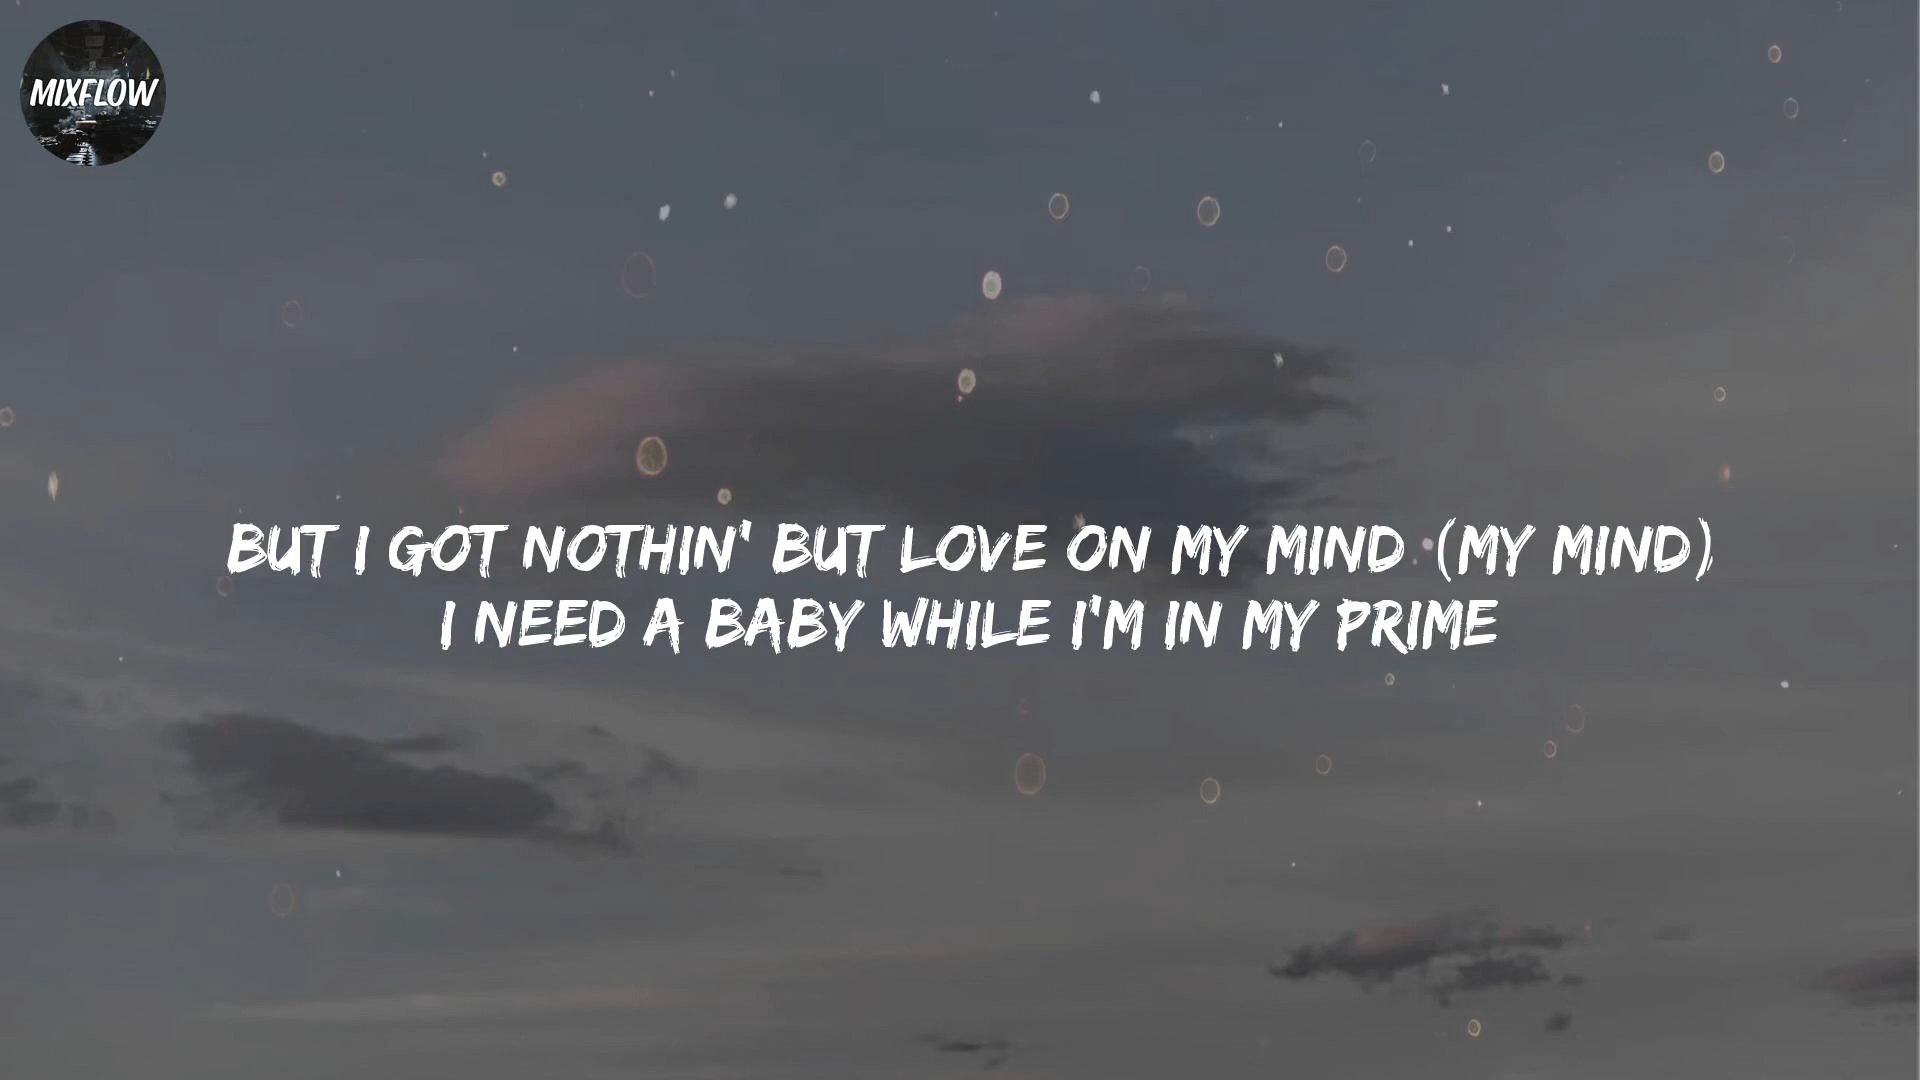 MIXFLOW
BUT I GOT NOTHIN' BUT LOVE ON MY MIND (MY MIND)
I NEED A BABY WHILE I'M IN MY PRIME